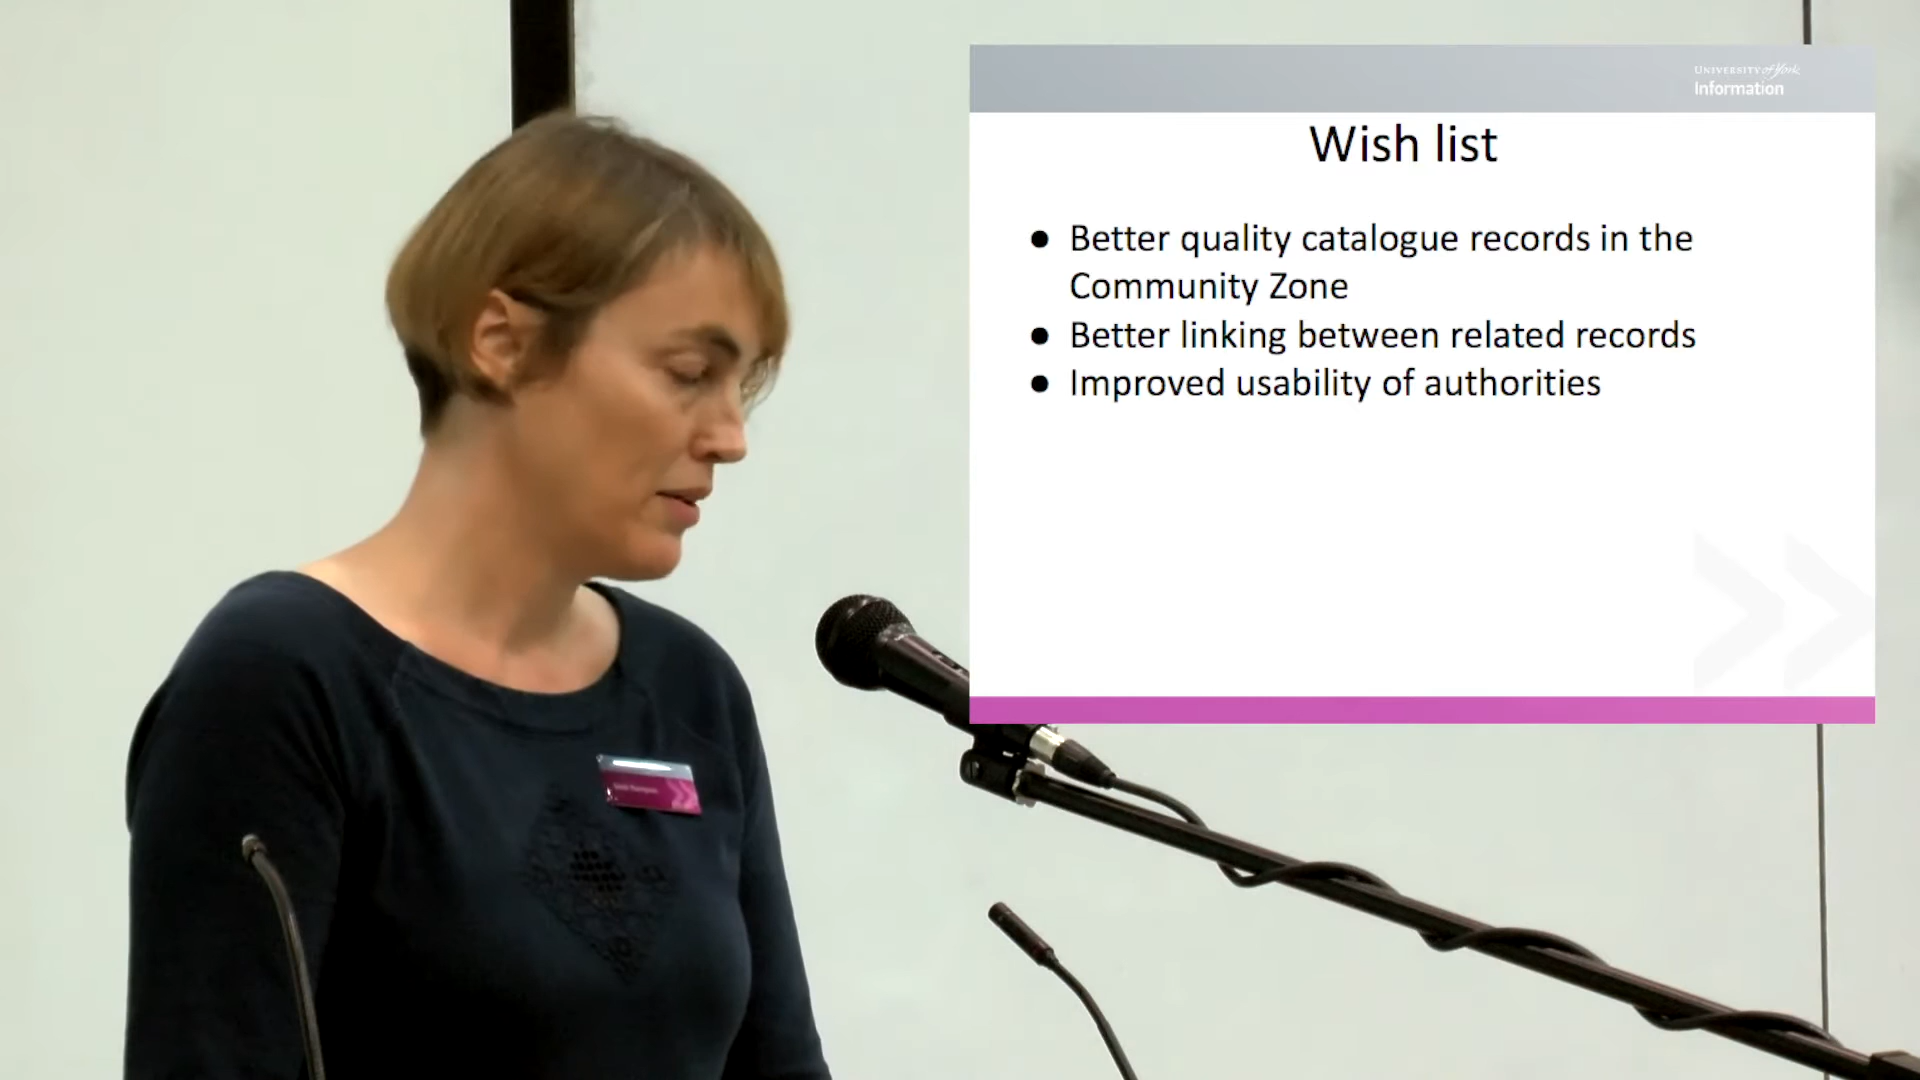 UNIVERSITY of York
Information
Wish list
● Better quality catalogue records in the
Community Zone
● Better linking between related records
● Improved usability of authorities